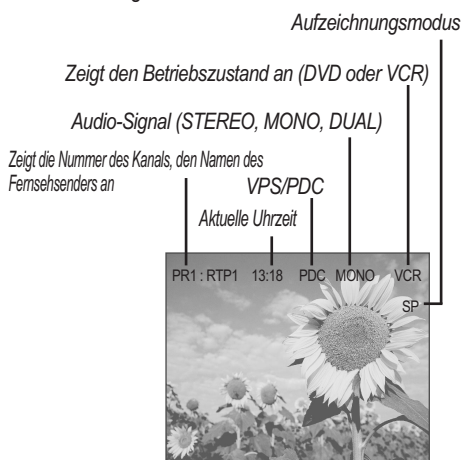 Aufzeichnungsmodus
Zeigt den Betriebszustand an (DVD oder VCR)
Audio-Signal (STEREO, MONO, DUAL)
Zeigt die Nummer des Kanals, den Namen des
Fernsehsenders an
VPS/PDC
Aktuelle Uhrzeit
PR1 : RTP1 13:18 PDC MONO VCR
SP